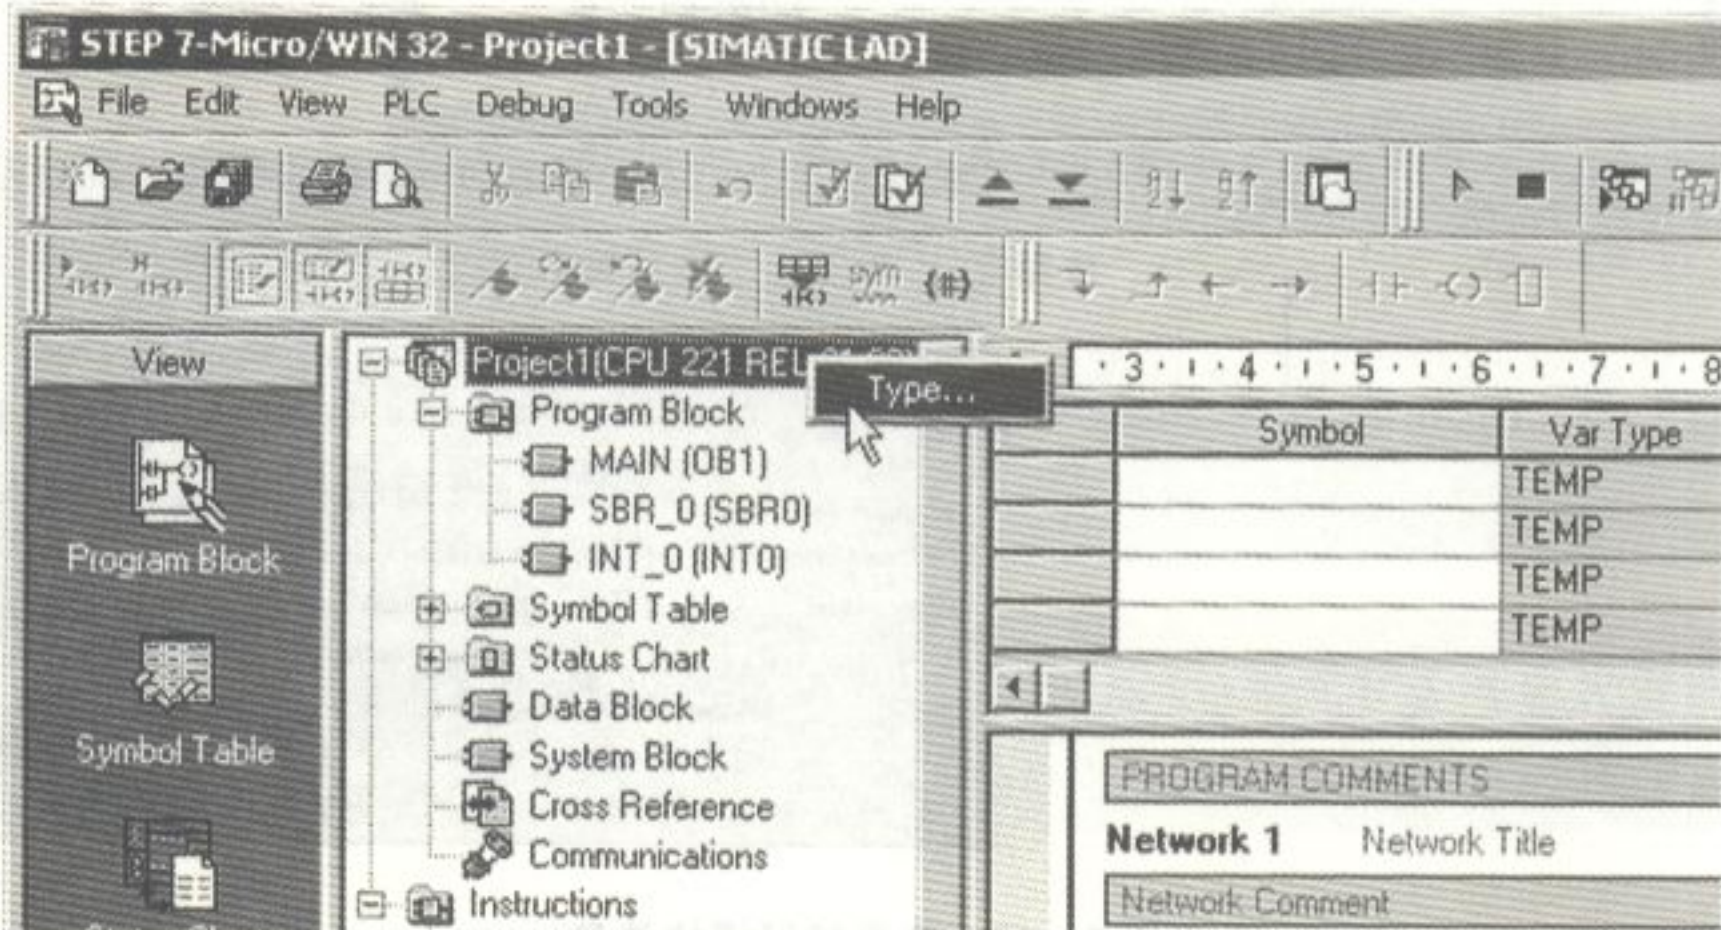 STEP 7-Micro/WIN 32 - Project1 - [SIMATIC LAD]
File Edit View PLC Debug Tools Windows Help
View
Program Block
Symbol Table
Project1(CPU 221 REL
Type...
Program Block
MAIN (OB1)
SBR_0 (SBR0)
INT_0 (INT0)
Symbol Table
Status Chart
Data Block
System Block
Cross Reference
Communications
Instructions
3 4 5 6 7 8
Symbol Var Type
TEMP
TEMP
TEMP
TEMP
PROGRAM COMMENTS
Network 1 Network Title
Network Comment